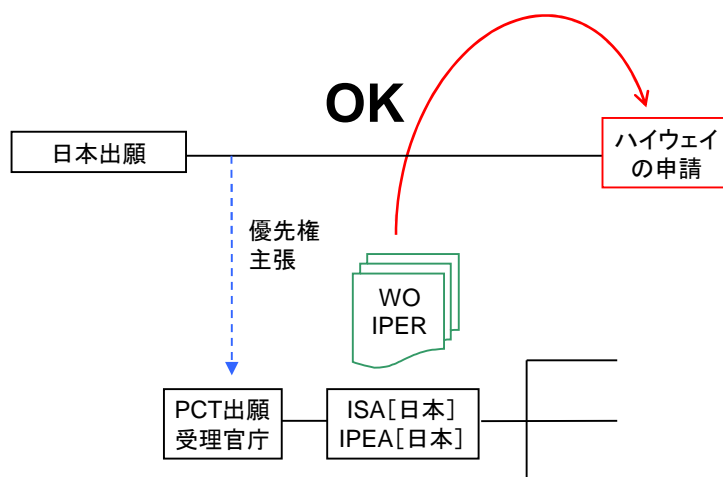 OK
日本出願
ハイウェイ
の申請
優先権
主張
WO
IPER
PCT出願
受理官庁
ISA［日本］
IPEA［日本］